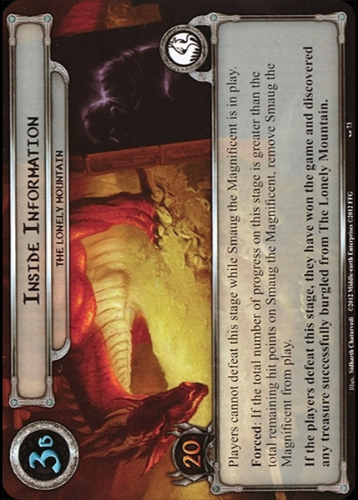 3B
INSIDE INFORMATION
THE LONELY MOUNTAIN
20
Players cannot defeat this stage while Smaug the Magnificent is in play.
Forced: If the total number of progress on this stage is greater than the
total remaining hit points on Smaug the Magnificent, remove Smaug the
Magnificent from play.
If the players defeat this stage, they have won the game and discovered
any treasure successfully burgled from The Lonely Mountain.
Illus. Sidharth Chaturvedi ©2012 Middle-earth Enterprises ©2012 FFG 73